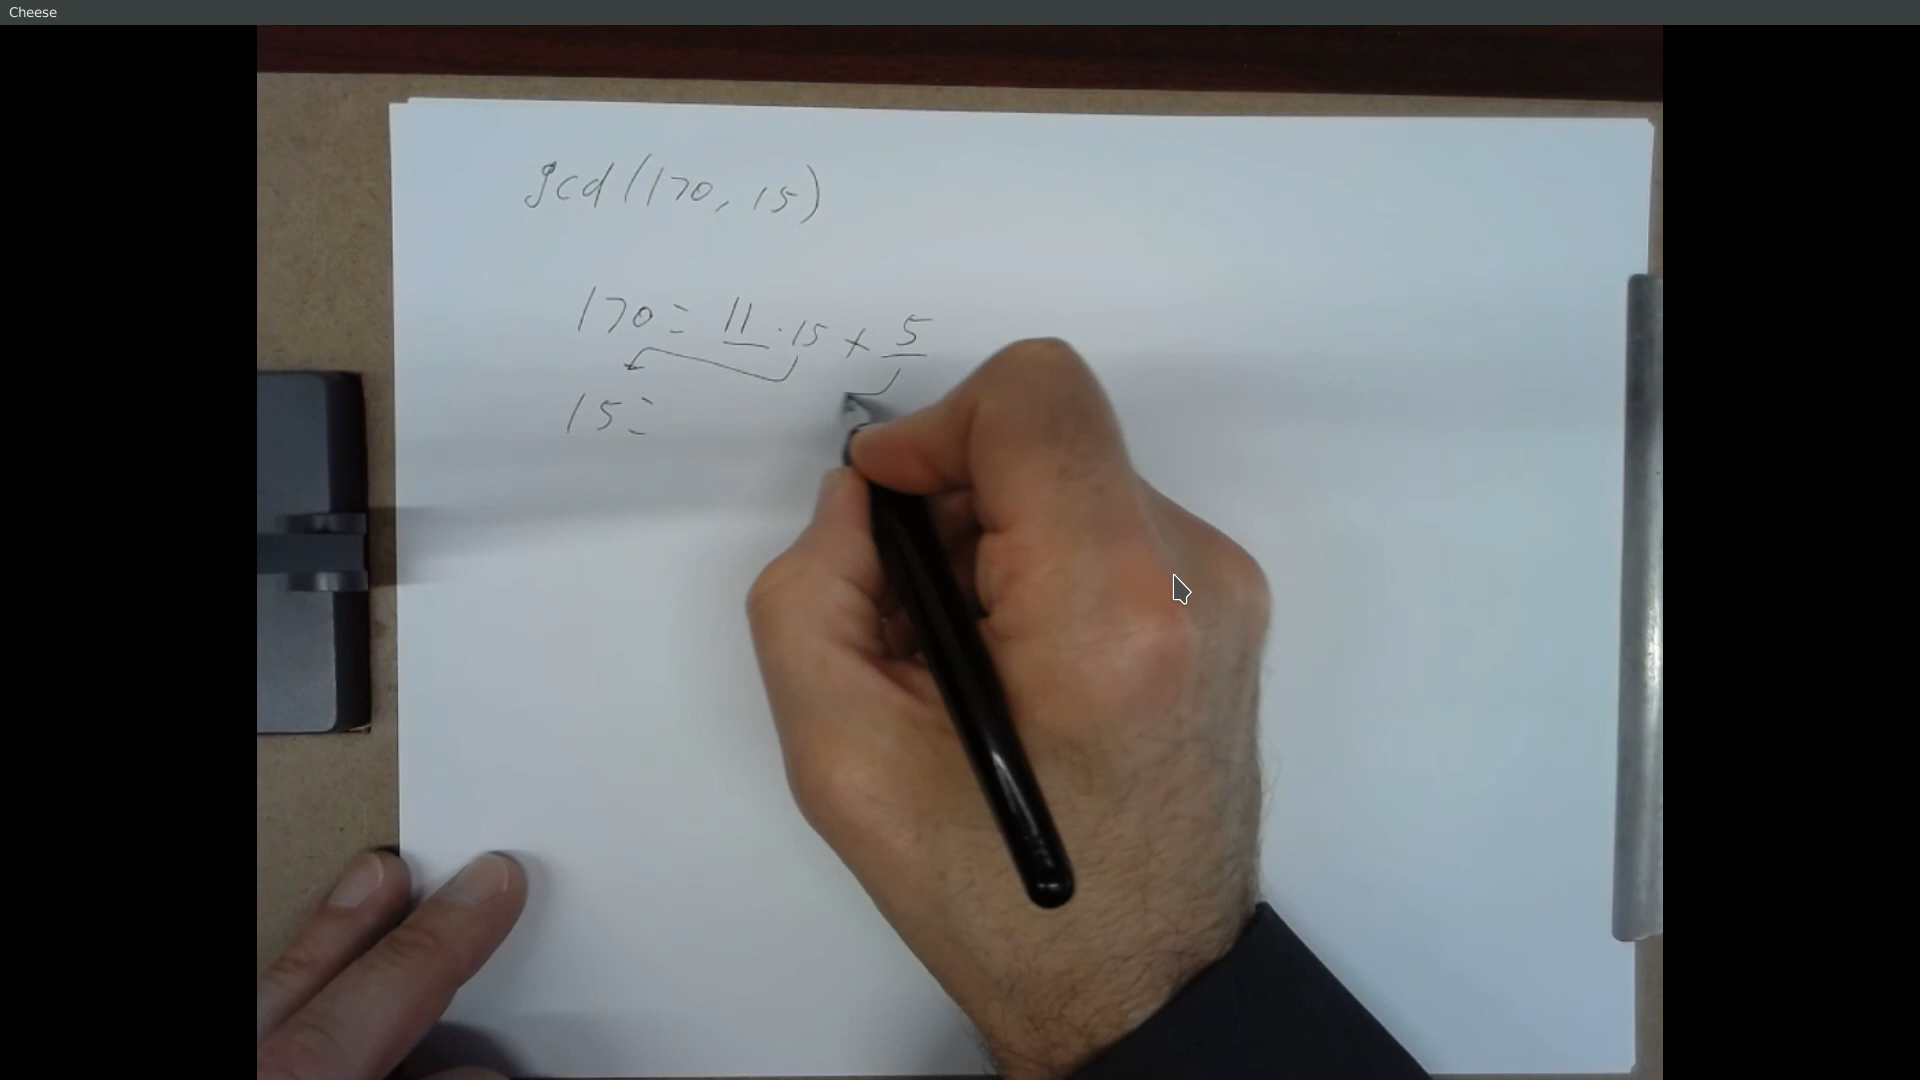 Cheese
gcd(170, 15)
170 = 11 · 15 + 5
15 =